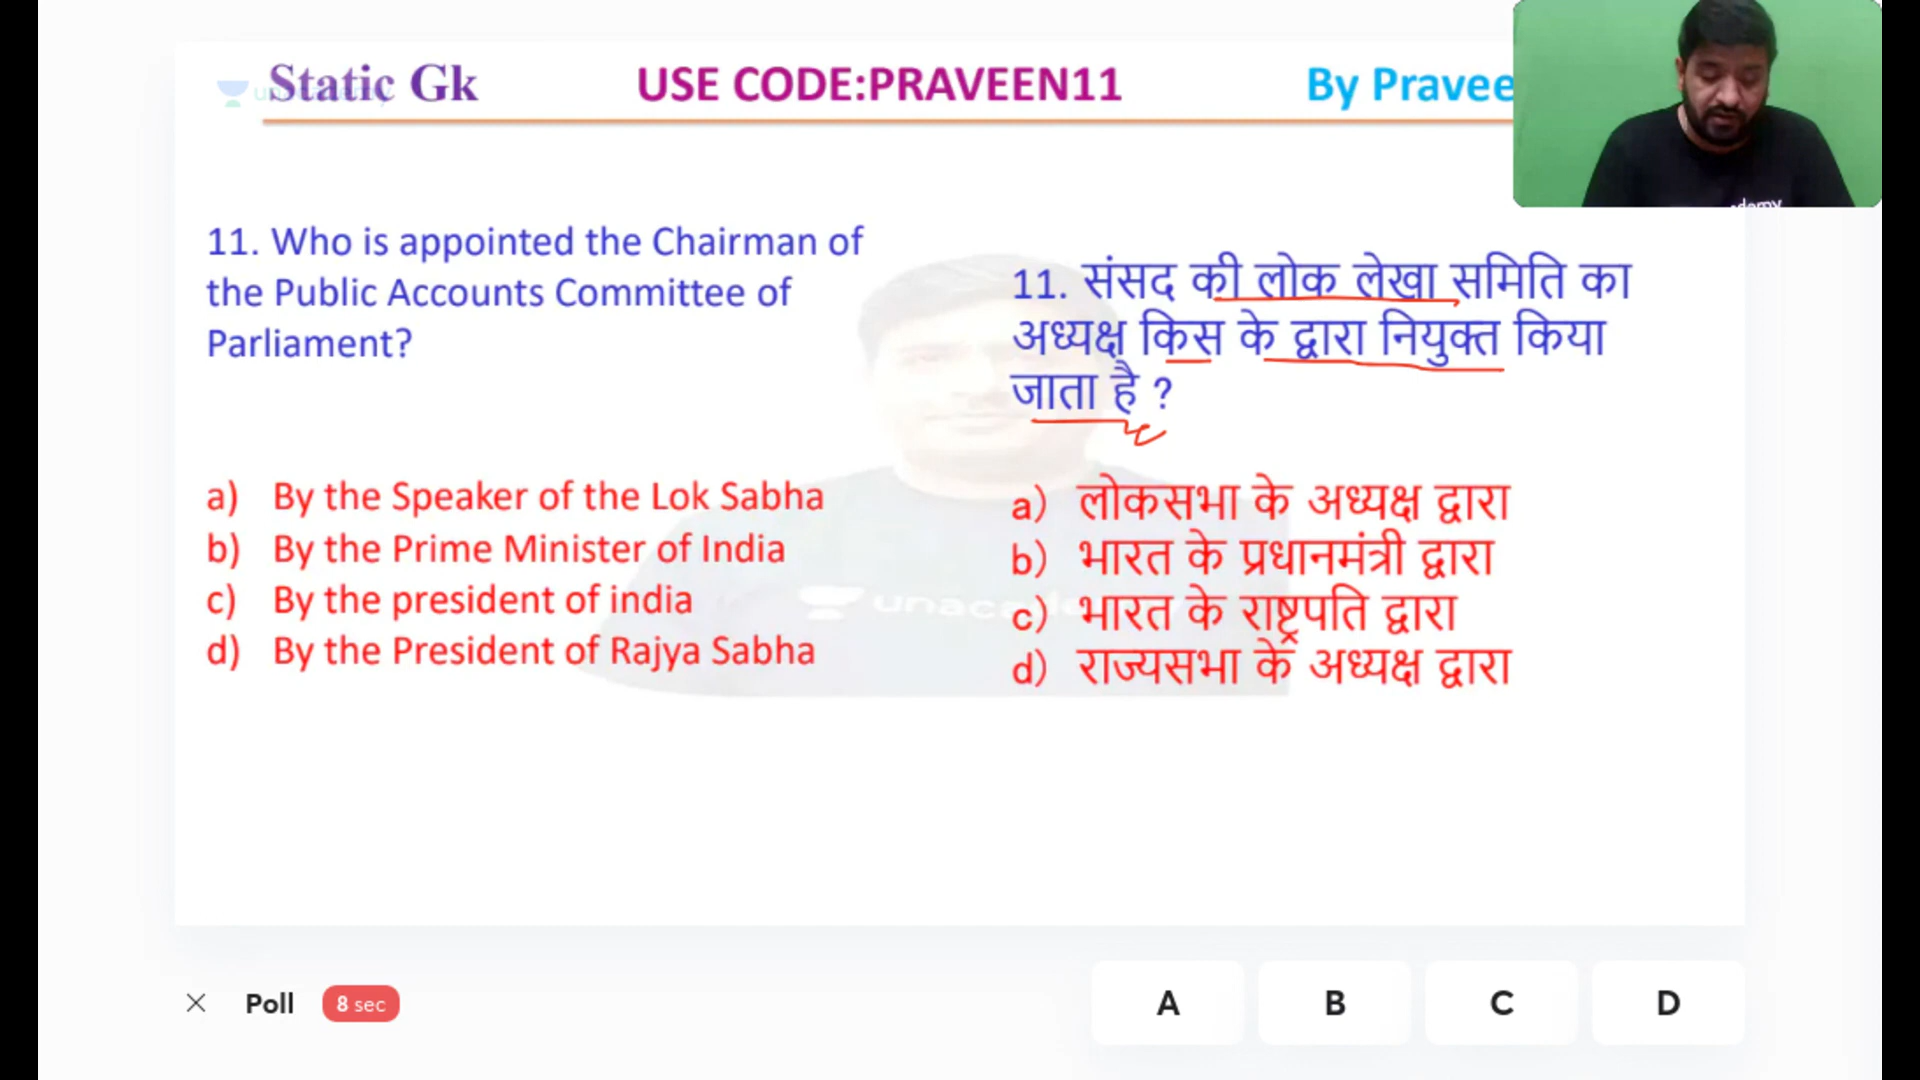 Static Gk
USE CODE:PRAVEEN11
By Pravee
11. Who is appointed the Chairman of
the Public Accounts Committee of
Parliament?
a) By the Speaker of the Lok Sabha
b) By the Prime Minister of India
c) By the president of india
d) By the President of Rajya Sabha
11. संसद की लोक लेखा समिति का
अध्यक्ष किस के द्वारा नियुक्त किया
जाता है ?
a) लोकसभा के अध्यक्ष द्वारा
b) भारत के प्रधानमंत्री द्वारा
c) भारत के राष्ट्रपति द्वारा
d) राज्यसभा के अध्यक्ष द्वारा
unacademy
Poll
8 sec
A
B
C
D